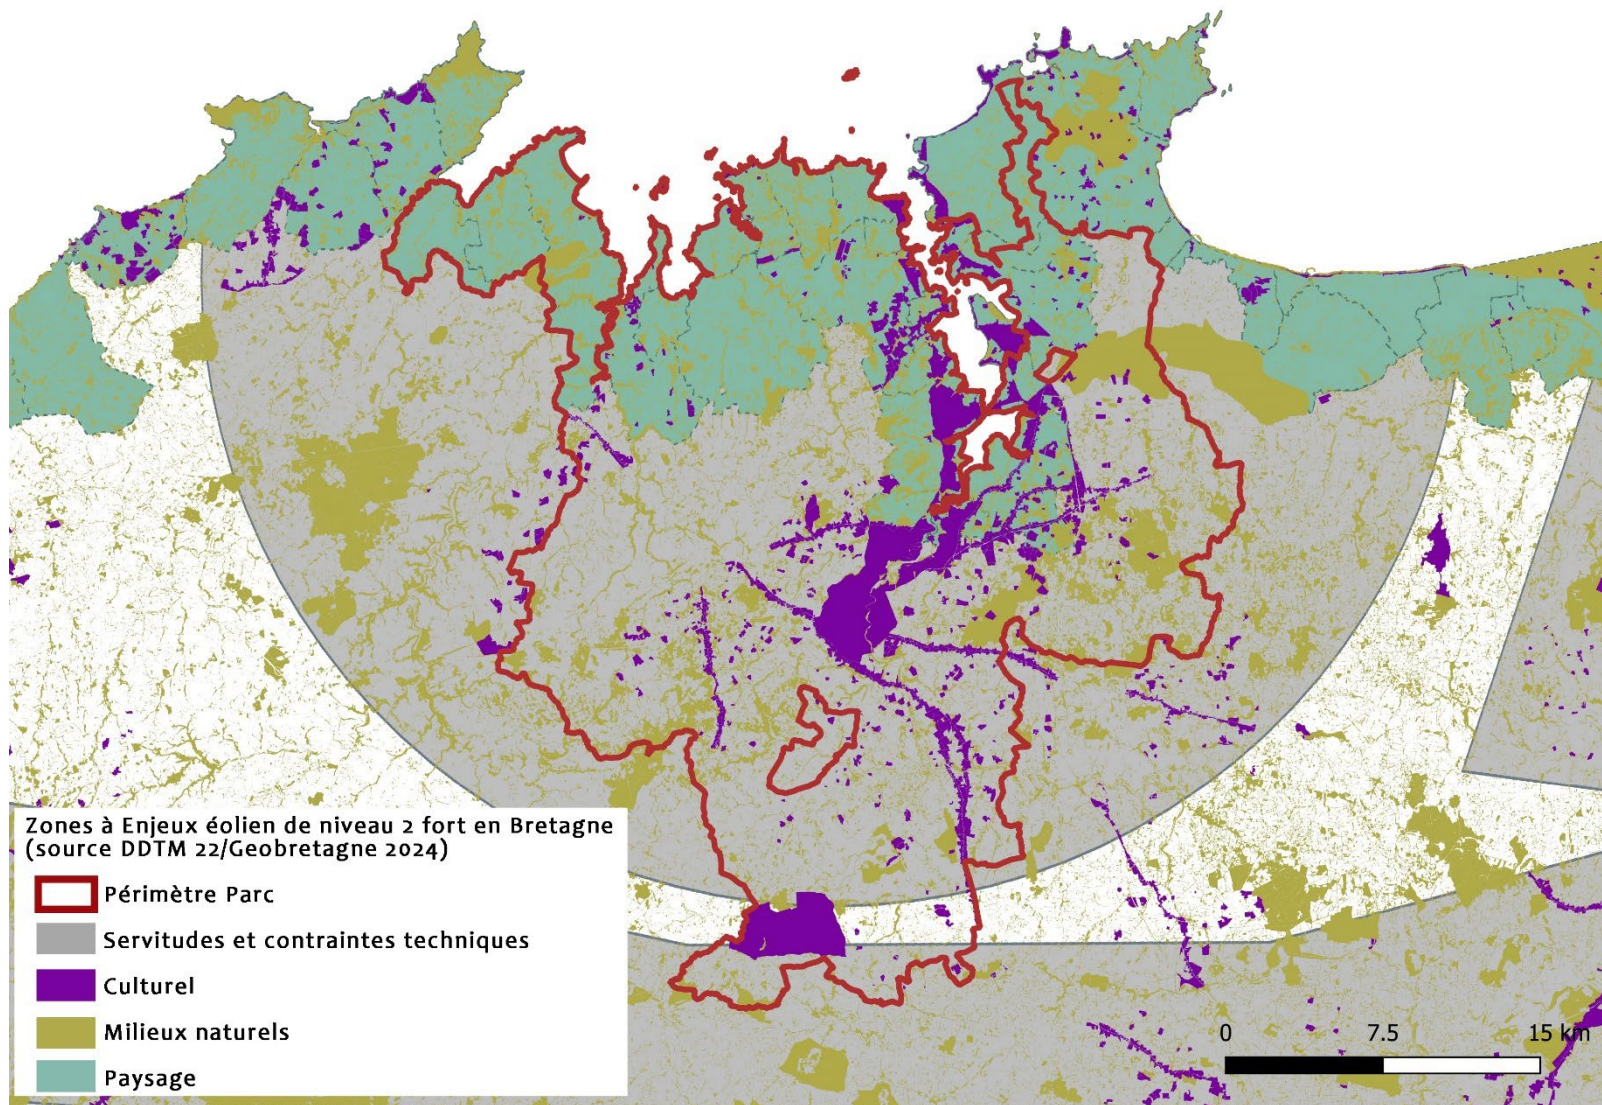 Zones à Enjeux éolien de niveau 2 fort en Bretagne
(source DDTM 22/Geobretagne 2024)
Périmètre Parc
Servitudes et contraintes techniques
Culturel
Milieux naturels
Paysage
0 7.5 15 km